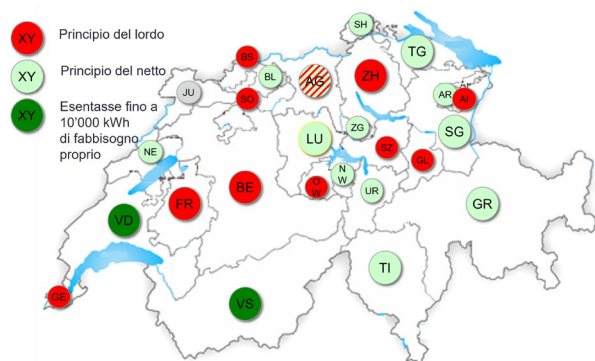 XY Principio del lordo
XY Principio del netto
XY Esentasse fino a
10'000 kWh
di fabbisogno
proprio
SH
TG
BS
BL
AG
ZH
JU
SO
AR
AI
ZG
SG
LU
NE
SZ
GL
NW
OW
UR
BE
FR
GR
VD
TI
GE
VS